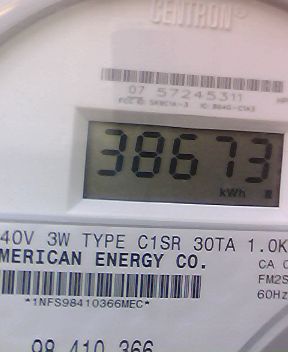 CENTRON®
07 57245311
38673
kWh
40V 3W TYPE C1SR 30TA 1.0K
MERICAN ENERGY CO.
CA
FM2S
60Hz
*1NFS98410366MEC*
98 410 366